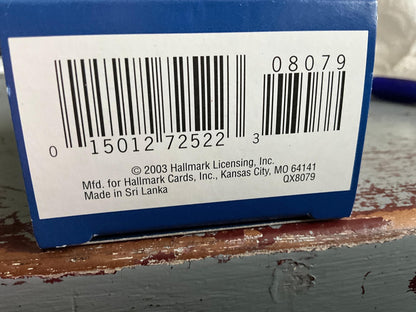 08079
0 15012 72522 3
© 2003 Hallmark Licensing, Inc.
Mfd. for Hallmark Cards, Inc., Kansas City, MO 64141
Made in Sri Lanka QX8079